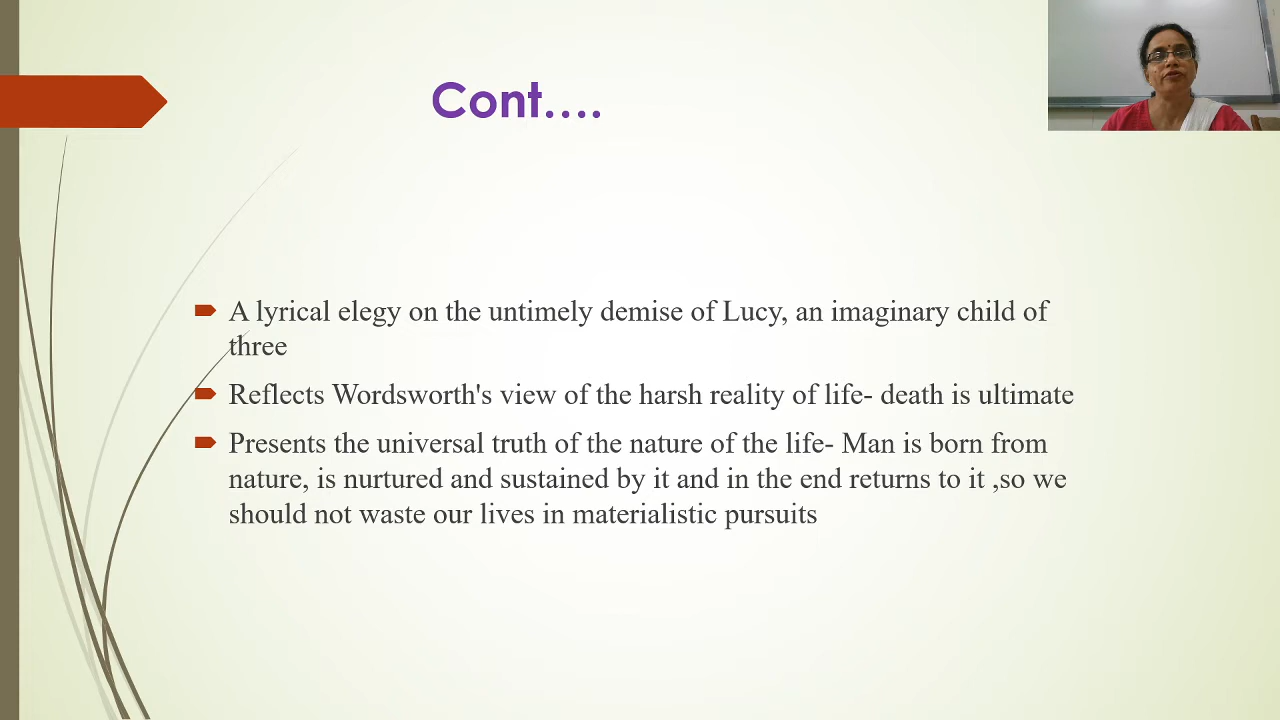 Cont....
A lyrical elegy on the untimely demise of Lucy, an imaginary child of
three
Reflects Wordsworth's view of the harsh reality of life- death is ultimate
Presents the universal truth of the nature of the life- Man is born from
nature, is nurtured and sustained by it and in the end returns to it ,so we
should not waste our lives in materialistic pursuits